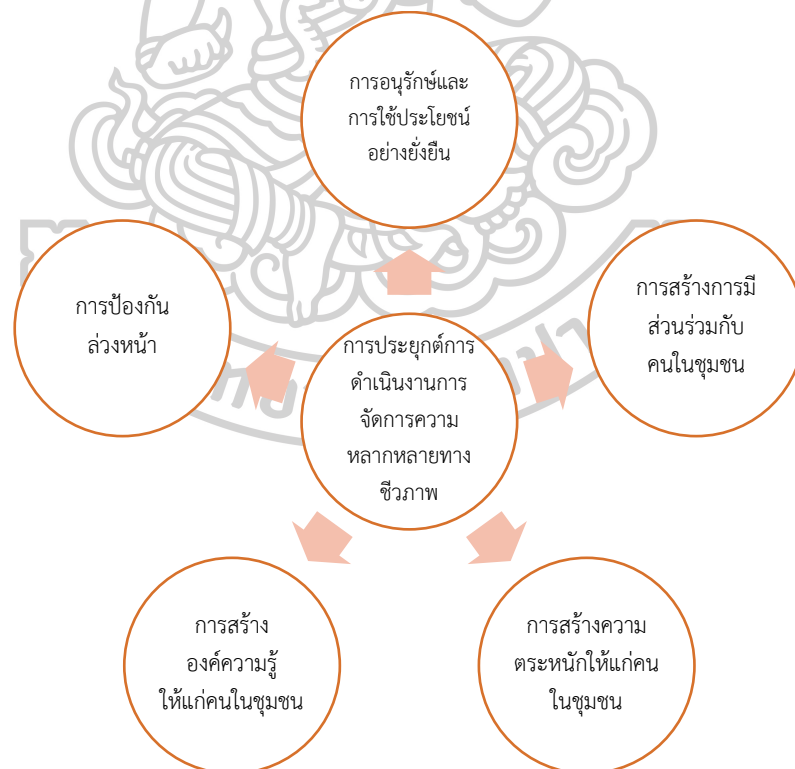 การอนุรักษ์และ
การใช้ประโยชน์
อย่างยั่งยืน
การสร้างการมี
ส่วนร่วมกับ
คนในชุมชน
การป้องกัน
ล่วงหน้า
การประยุกต์การ
ดำเนินงานการ
จัดการความ
หลากหลายทาง
ชีวภาพ
การสร้าง
องค์ความรู้
ให้แก่คนในชุมชน
การสร้างความ
ตระหนักให้แก่คน
ในชุมชน